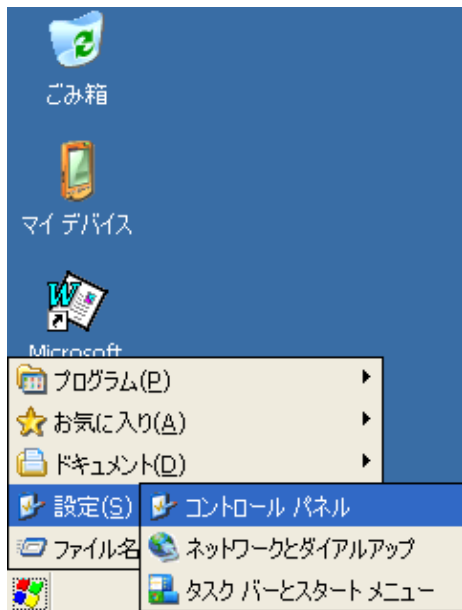 ごみ箱
マイ デバイス
Microsoft
プログラム(P)
お気に入り(A)
ドキュメント(D)
設定(S)
コントロール パネル
ファイル名
ネットワークとダイアルアップ
タスク バーとスタート メニュー